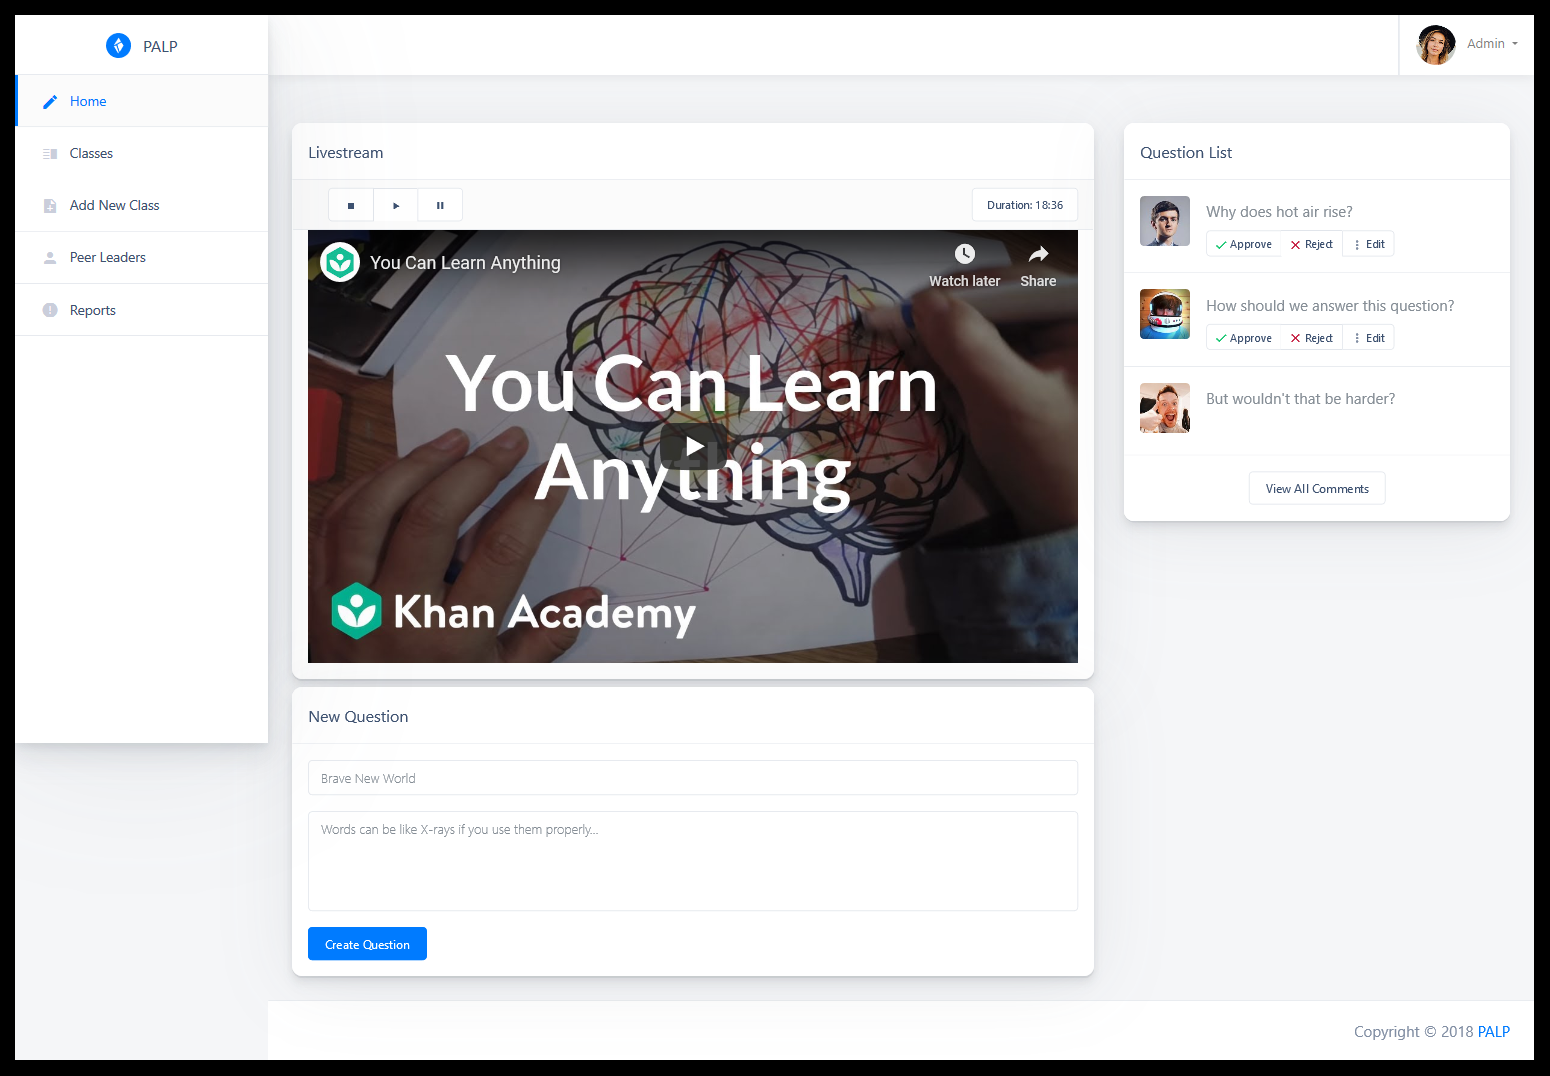 PALP
Admin
Home
Classes
Add New Class
Peer Leaders
Reports
Livestream
Duration: 18:36
You Can Learn Anything
Watch later
Share
You Can Learn
Anything
Khan Academy
New Question
Brave New World
Words can be like X-rays if you use them properly...
Create Question
Question List
Why does hot air rise?
Approve Reject Edit
How should we answer this question?
Approve Reject Edit
But wouldn't that be harder?
View All Comments
Copyright © 2018 PALP